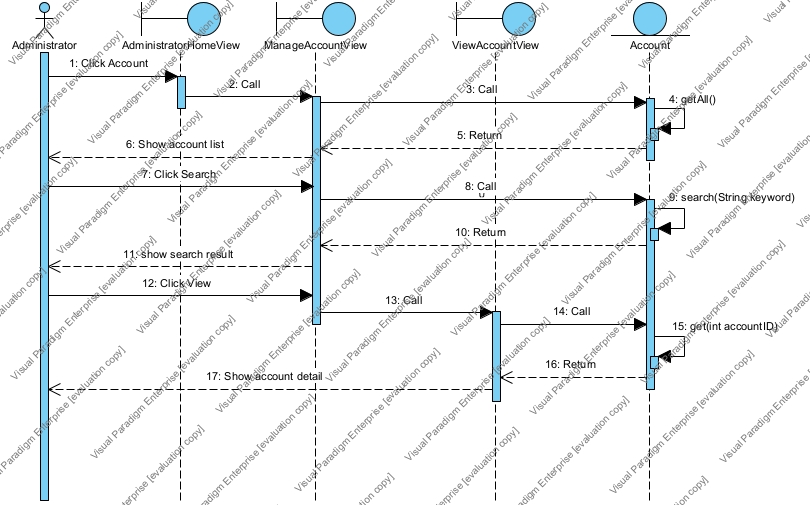 Administrator
AdministratorHomeView
ManageAccountView
ViewAccountView
Account
1: Click Account
2: Call
3: Call
4: getAll()
5: Return
6: Show account list
7: Click Search
8: Call
9: search(String keyword)
10: Return
11: show search result
12: Click View
13: Call
14: Call
15: get(int accountID)
16: Return
17: Show account detail
Visual Paradigm Enterprise [evaluation copy]